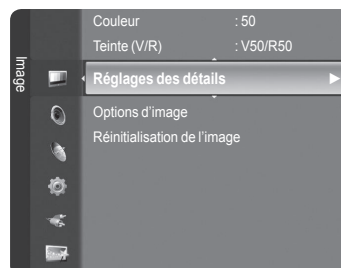 Image
Couleur : 50
Teinte (V/R) : V50/R50
Réglages des détails
Options d'image
Réinitialisation de l'image